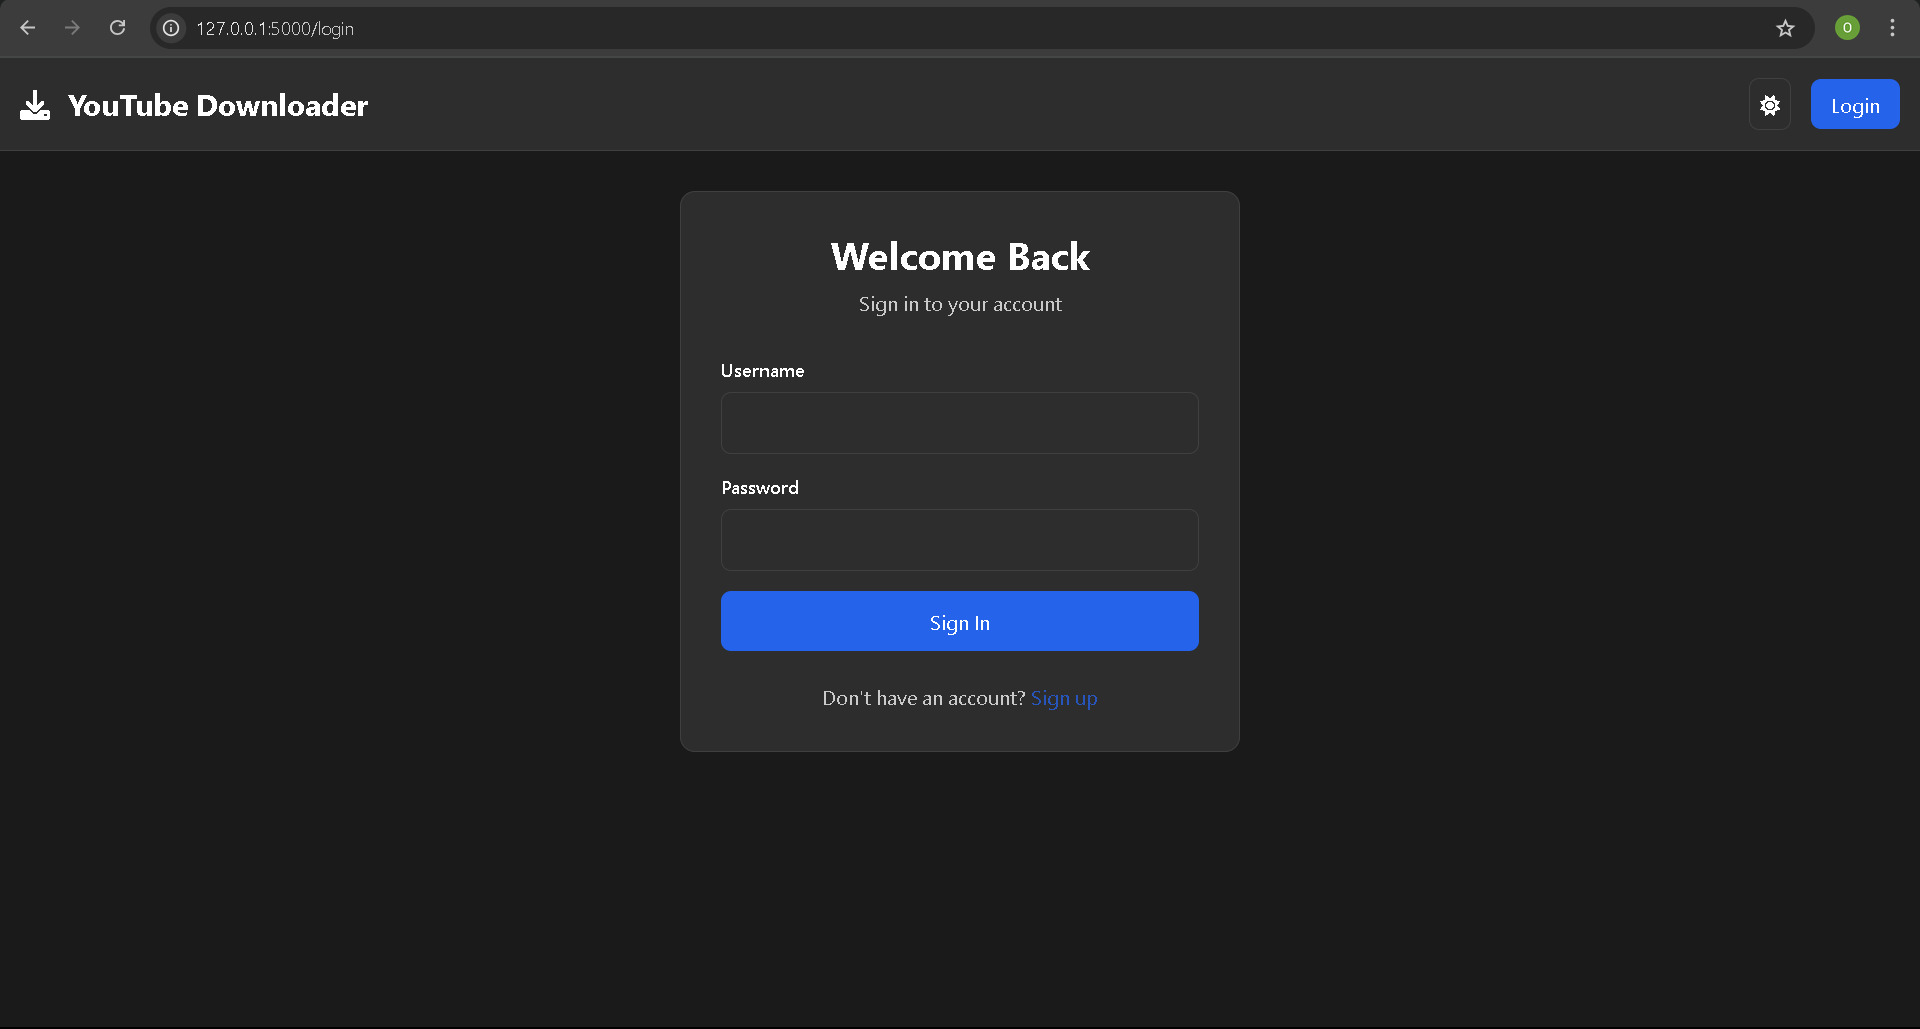 127.0.0.1:5000/login
O
YouTube Downloader
Login
Welcome Back
Sign in to your account
Username
Password
Sign In
Don't have an account? Sign up